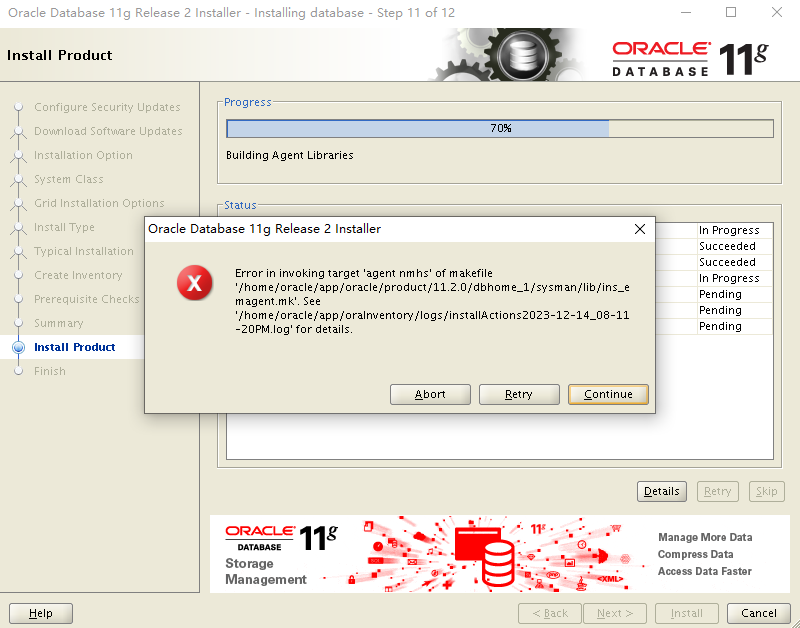 Oracle Database 11g Release 2 Installer - Installing database - Step 11 of 12
Install Product
ORACLE
DATABASE
11g
Configure Security Updates
Download Software Updates
Installation Option
System Class
Grid Installation Options
Install Type
Typical Installation
Create Inventory
Prerequisite Checks
Summary
Install Product
Finish
Progress
70%
Building Agent Libraries
Status
In Progress
Succeeded
Succeeded
In Progress
Pending
Pending
Pending
Oracle Database 11g Release 2 Installer
Error in invoking target 'agent nmhs' of makefile
'/home/oracle/app/oracle/product/11.2.0/dbhome_1/sysman/lib/ins_e
magent.mk'. See
'/home/oracle/app/oraInventory/logs/installActions2023-12-14_08-11
-20PM.log' for details.
Abort
Retry
Continue
Details
Retry
Skip
ORACLE
DATABASE
11g
Storage
Management
11g
<XML>
Manage More Data
Compress Data
Access Data Faster
Help
< Back
Next >
Install
Cancel